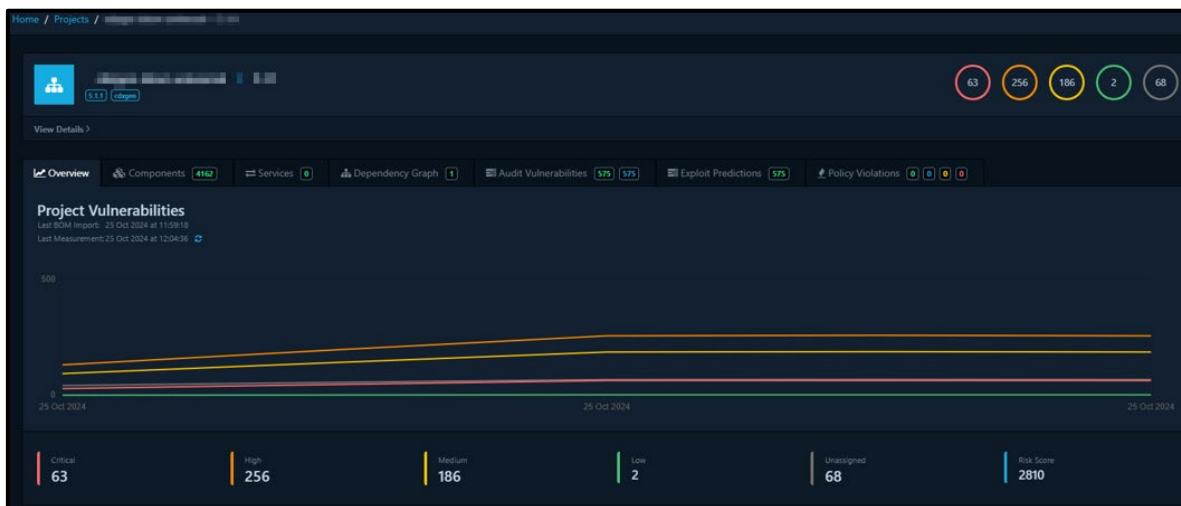 Home / Projects /
63 256 186 2 68
5.1.1 cdxgen
View Details >
Overview Components 4162 Services 0 Dependency Graph 1 Audit Vulnerabilities 575 575 Exploit Predictions 575 Policy Violations 0 0 0 0
Project Vulnerabilities
Last BOM Import: 25 Oct 2024 at 11:59:18
Last Measurement: 25 Oct 2024 at 12:04:36
500
0
25 Oct 2024 25 Oct 2024 25 Oct 2024
Critical High Medium Low Unassigned Risk Score
63 256 186 2 68 2810